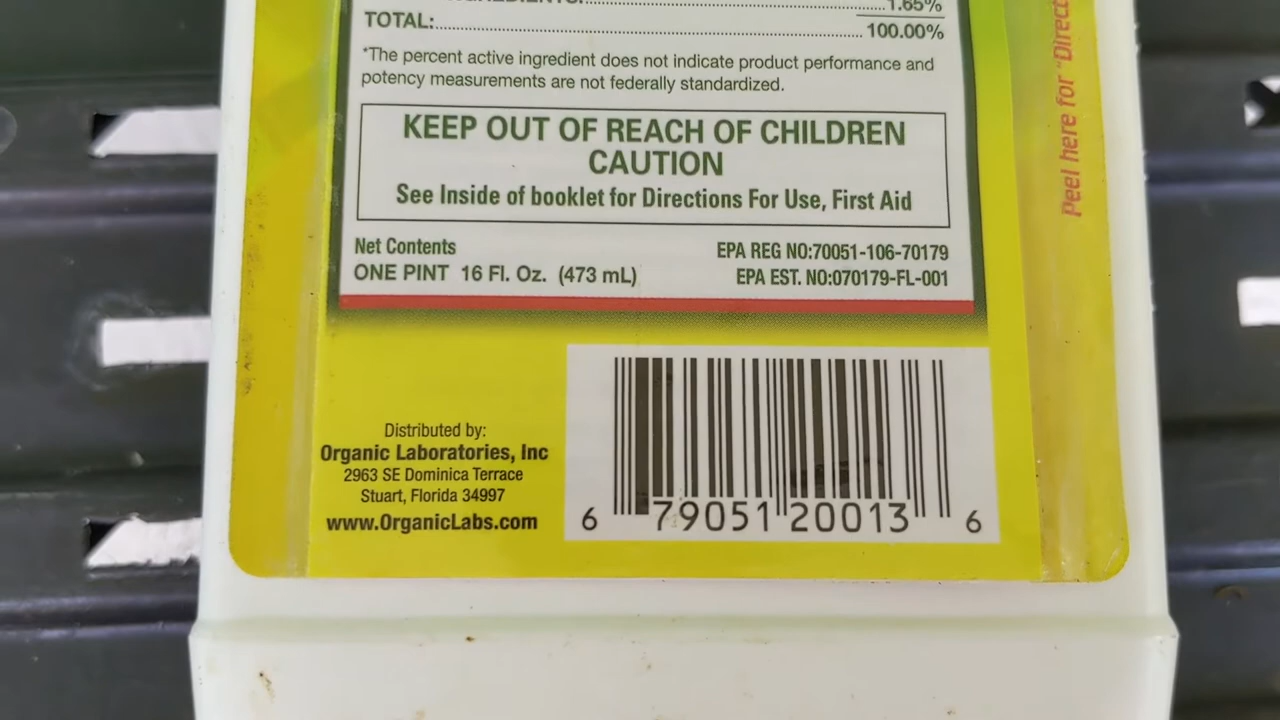 1.65%
TOTAL:............................................................ 100.00%
*The percent active ingredient does not indicate product performance and
potency measurements are not federally standardized.
KEEP OUT OF REACH OF CHILDREN
CAUTION
See Inside of booklet for Directions For Use, First Aid
Net Contents
ONE PINT 16 Fl. Oz. (473 mL)
EPA REG NO:70051-106-70179
EPA EST. NO:070179-FL-001
Distributed by:
Organic Laboratories, Inc
2963 SE Dominica Terrace
Stuart, Florida 34997
www.OrganicLabs.com
6 79051 20013 6
Peel here for "Direct